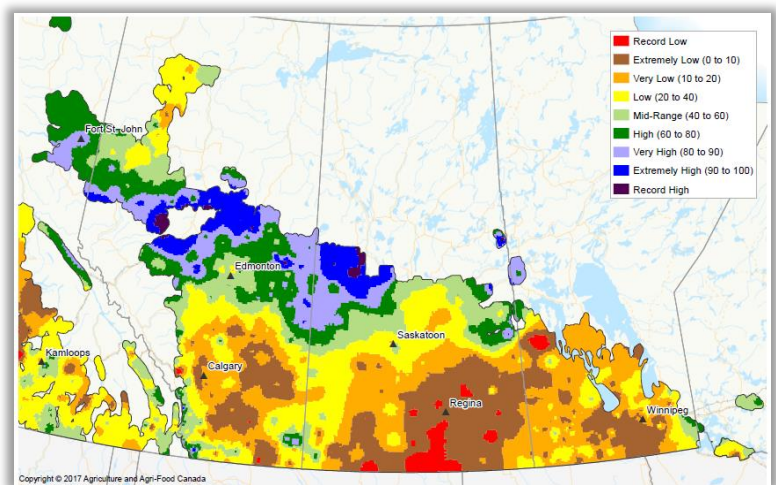 Record Low
Extremely Low (0 to 10)
Very Low (10 to 20)
Low (20 to 40)
Mid-Range (40 to 60)
High (60 to 80)
Very High (80 to 90)
Extremely High (90 to 100)
Record High
Fort St. John
Edmonton
Saskatoon
Kamloops
Calgary
Regina
Winnipeg
Copyright © 2017 Agriculture and Agri-Food Canada